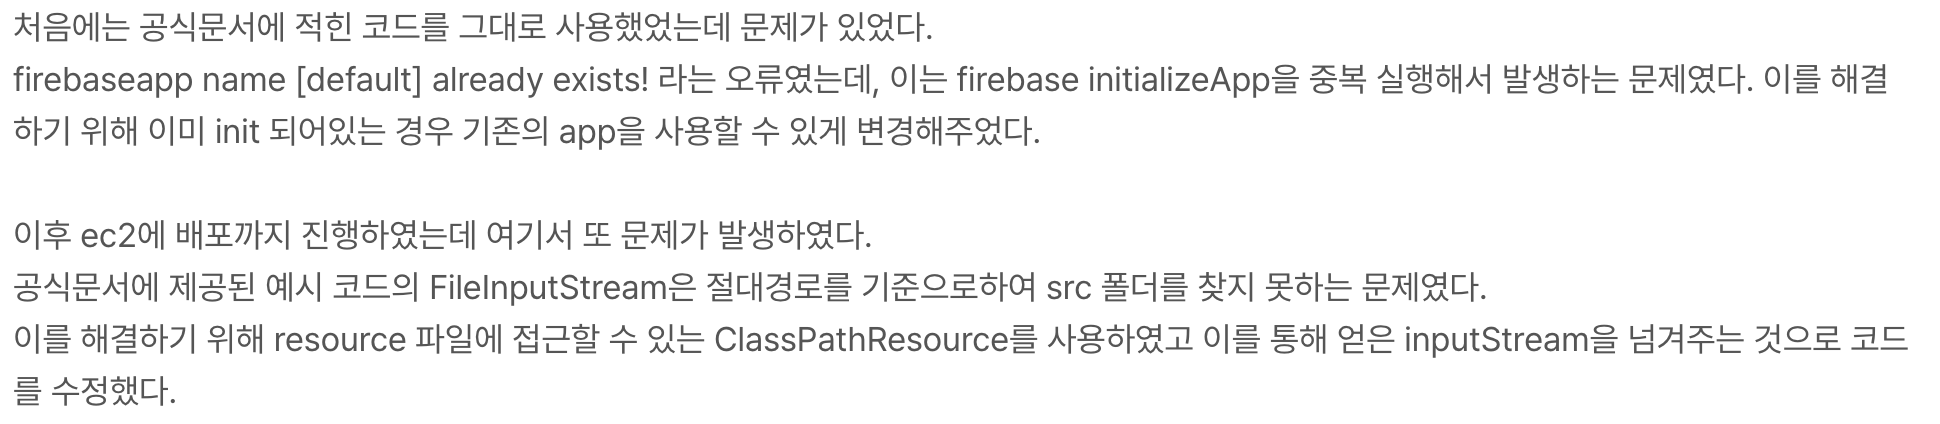 처음에는 공식문서에 적힌 코드를 그대로 사용했었는데 문제가 있었다.
firebaseapp name [default] already exists! 라는 오류였는데, 이는 firebase initializeApp을 중복 실행해서 발생하는 문제였다. 이를 해결
하기 위해 이미 init 되어있는 경우 기존의 app을 사용할 수 있게 변경해주었다.
이후 ec2에 배포까지 진행하였는데 여기서 또 문제가 발생하였다.
공식문서에 제공된 예시 코드의 FileInputStream은 절대경로를 기준으로하여 src 폴더를 찾지 못하는 문제였다.
이를 해결하기 위해 resource 파일에 접근할 수 있는 ClassPathResource를 사용하였고 이를 통해 얻은 inputStream을 넘겨주는 것으로 코드
를 수정했다.